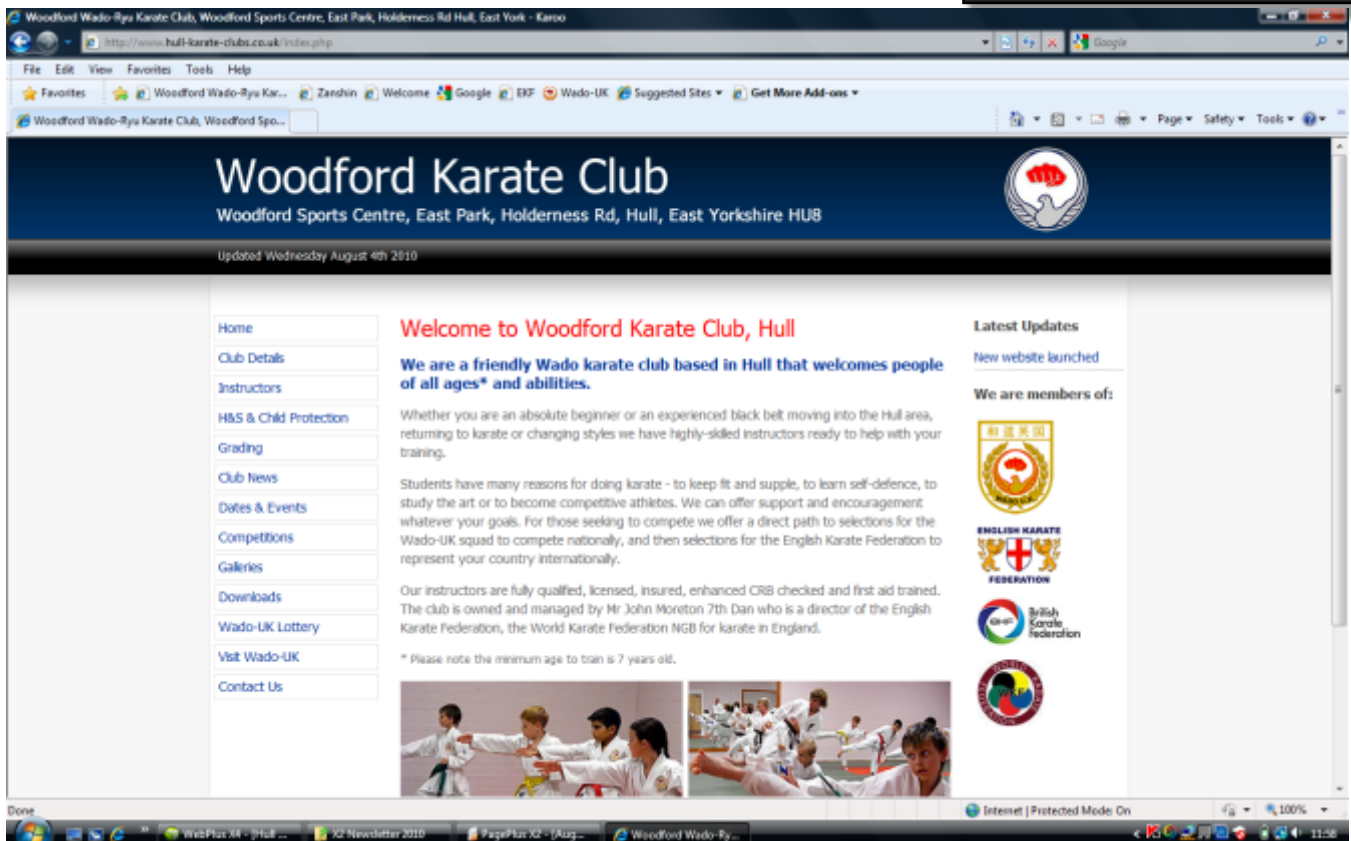 Woodford Wado-Ryu Karate Club, Woodford Sports Centre, East Park, Holderness Rd Hull, East York - Karoo
http://www.hull-karate-clubs.co.uk/index.php
Google
File Edit View Favorites Tools Help
Favorites Woodford Wado-Ryu Kar... Zanshin Welcome Google EKF Wado-UK Suggested Sites Get More Add-ons
Woodford Wado-Ryu Karate Club, Woodford Spo... Page Safety Tools
Woodford Karate Club
Woodford Sports Centre, East Park, Holderness Rd, Hull, East Yorkshire HU8
Updated Wednesday August 4th 2010
Home
Club Details
Instructors
H&S & Child Protection
Grading
Club News
Dates & Events
Competitions
Galleries
Downloads
Wado-UK Lottery
Visit Wado-UK
Contact Us
Welcome to Woodford Karate Club, Hull
We are a friendly Wado karate club based in Hull that welcomes people
of all ages* and abilities.
Whether you are an absolute beginner or an experienced black belt moving into the Hull area,
returning to karate or changing styles we have highly-skilled instructors ready to help with your
training.
Students have many reasons for doing karate - to keep fit and supple, to learn self-defence, to
study the art or to become competitive athletes. We can offer support and encouragement
whatever your goals. For those seeking to compete we offer a direct path to selections for the
Wado-UK squad to compete nationally, and then selections for the English Karate Federation to
represent your country internationally.
Our instructors are fully qualified, licensed, insured, enhanced CRB checked and first aid trained.
The club is owned and managed by Mr John Moreton 7th Dan who is a director of the English
Karate Federation, the World Karate Federation NGB for karate in England.
* Please note the minimum age to train is 7 years old.
Latest Updates
New website launched
We are members of:
和道英国
WADO U.K.
ENGLISH KARATE
FEDERATION
British
Karate
Federation
WKF
Done Internet | Protected Mode: On 100%
WebPlus X4 - [Hull ... X2 Newsletter 2010 PagePlus X2 - [Aug... Woodford Wado-Ry... 11:58